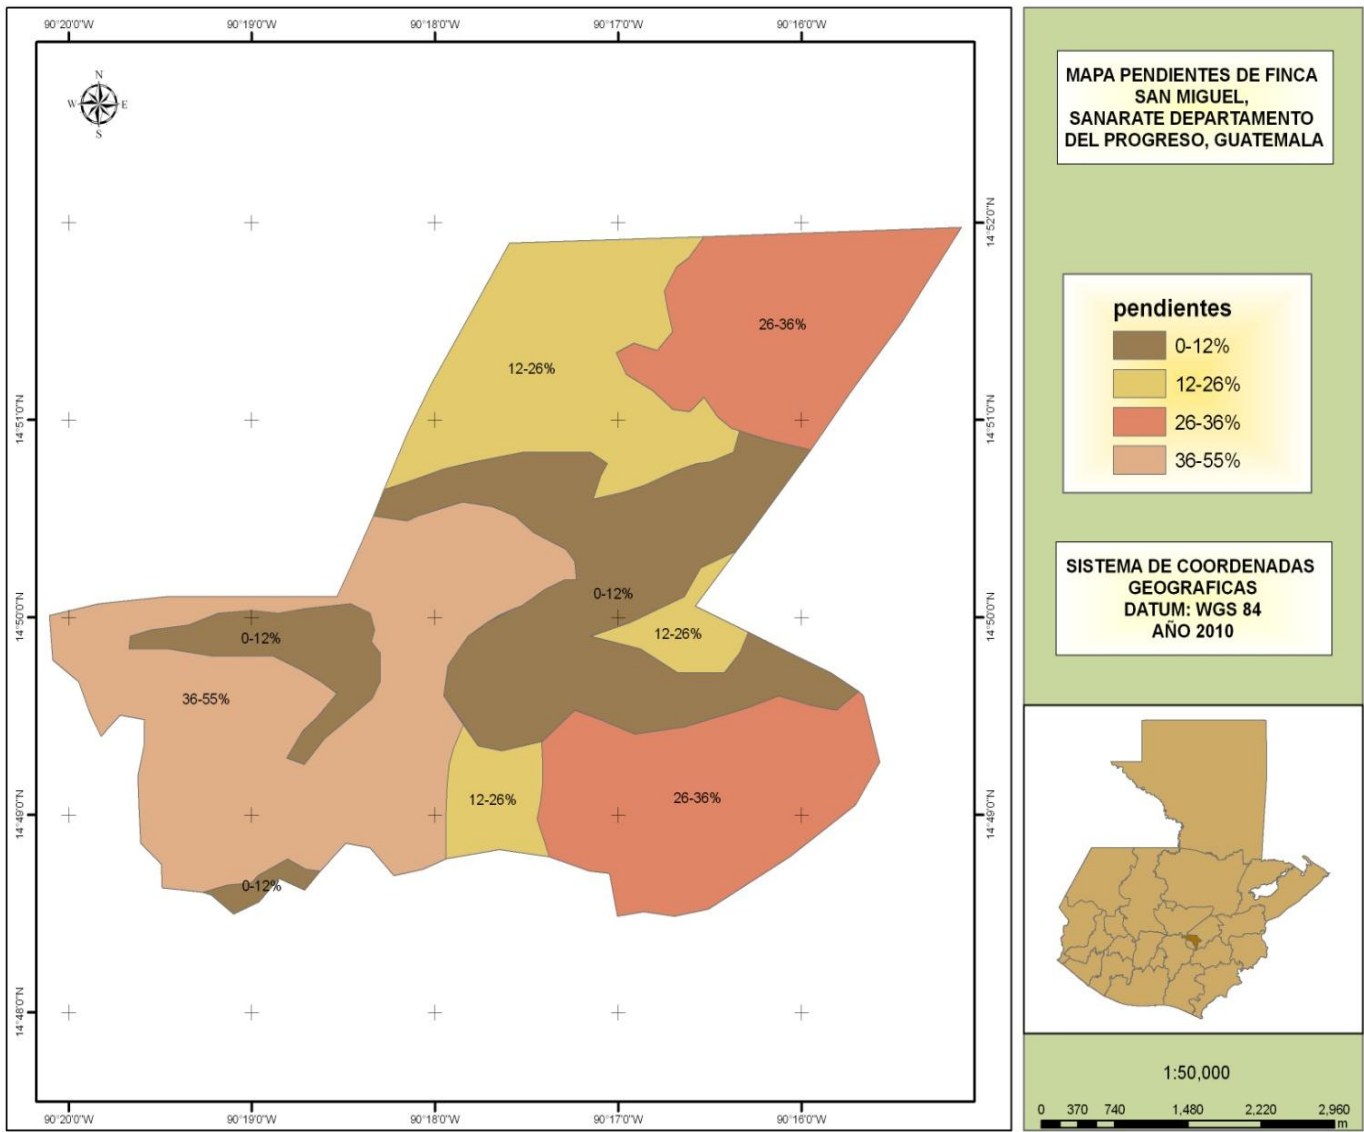 90°20'0"W 90°19'0"W 90°18'0"W 90°17'0"W 90°16'0"W
N
W E
S
14°52'0"N
26-36%
12-26%
14°51'0"N 14°51'0"N
0-12%
14°50'0"N 14°50'0"N
12-26%
0-12%
36-55%
12-26%
26-36%
14°49'0"N 14°49'0"N
0-12%
14°48'0"N
90°20'0"W 90°19'0"W 90°18'0"W 90°17'0"W 90°16'0"W
MAPA PENDIENTES DE FINCA
SAN MIGUEL,
SANARATE DEPARTAMENTO
DEL PROGRESO, GUATEMALA
pendientes
0-12%
12-26%
26-36%
36-55%
SISTEMA DE COORDENADAS
GEOGRAFICAS
DATUM: WGS 84
AÑO 2010
1:50,000
0 370 740 1,480 2,220 2,960
m